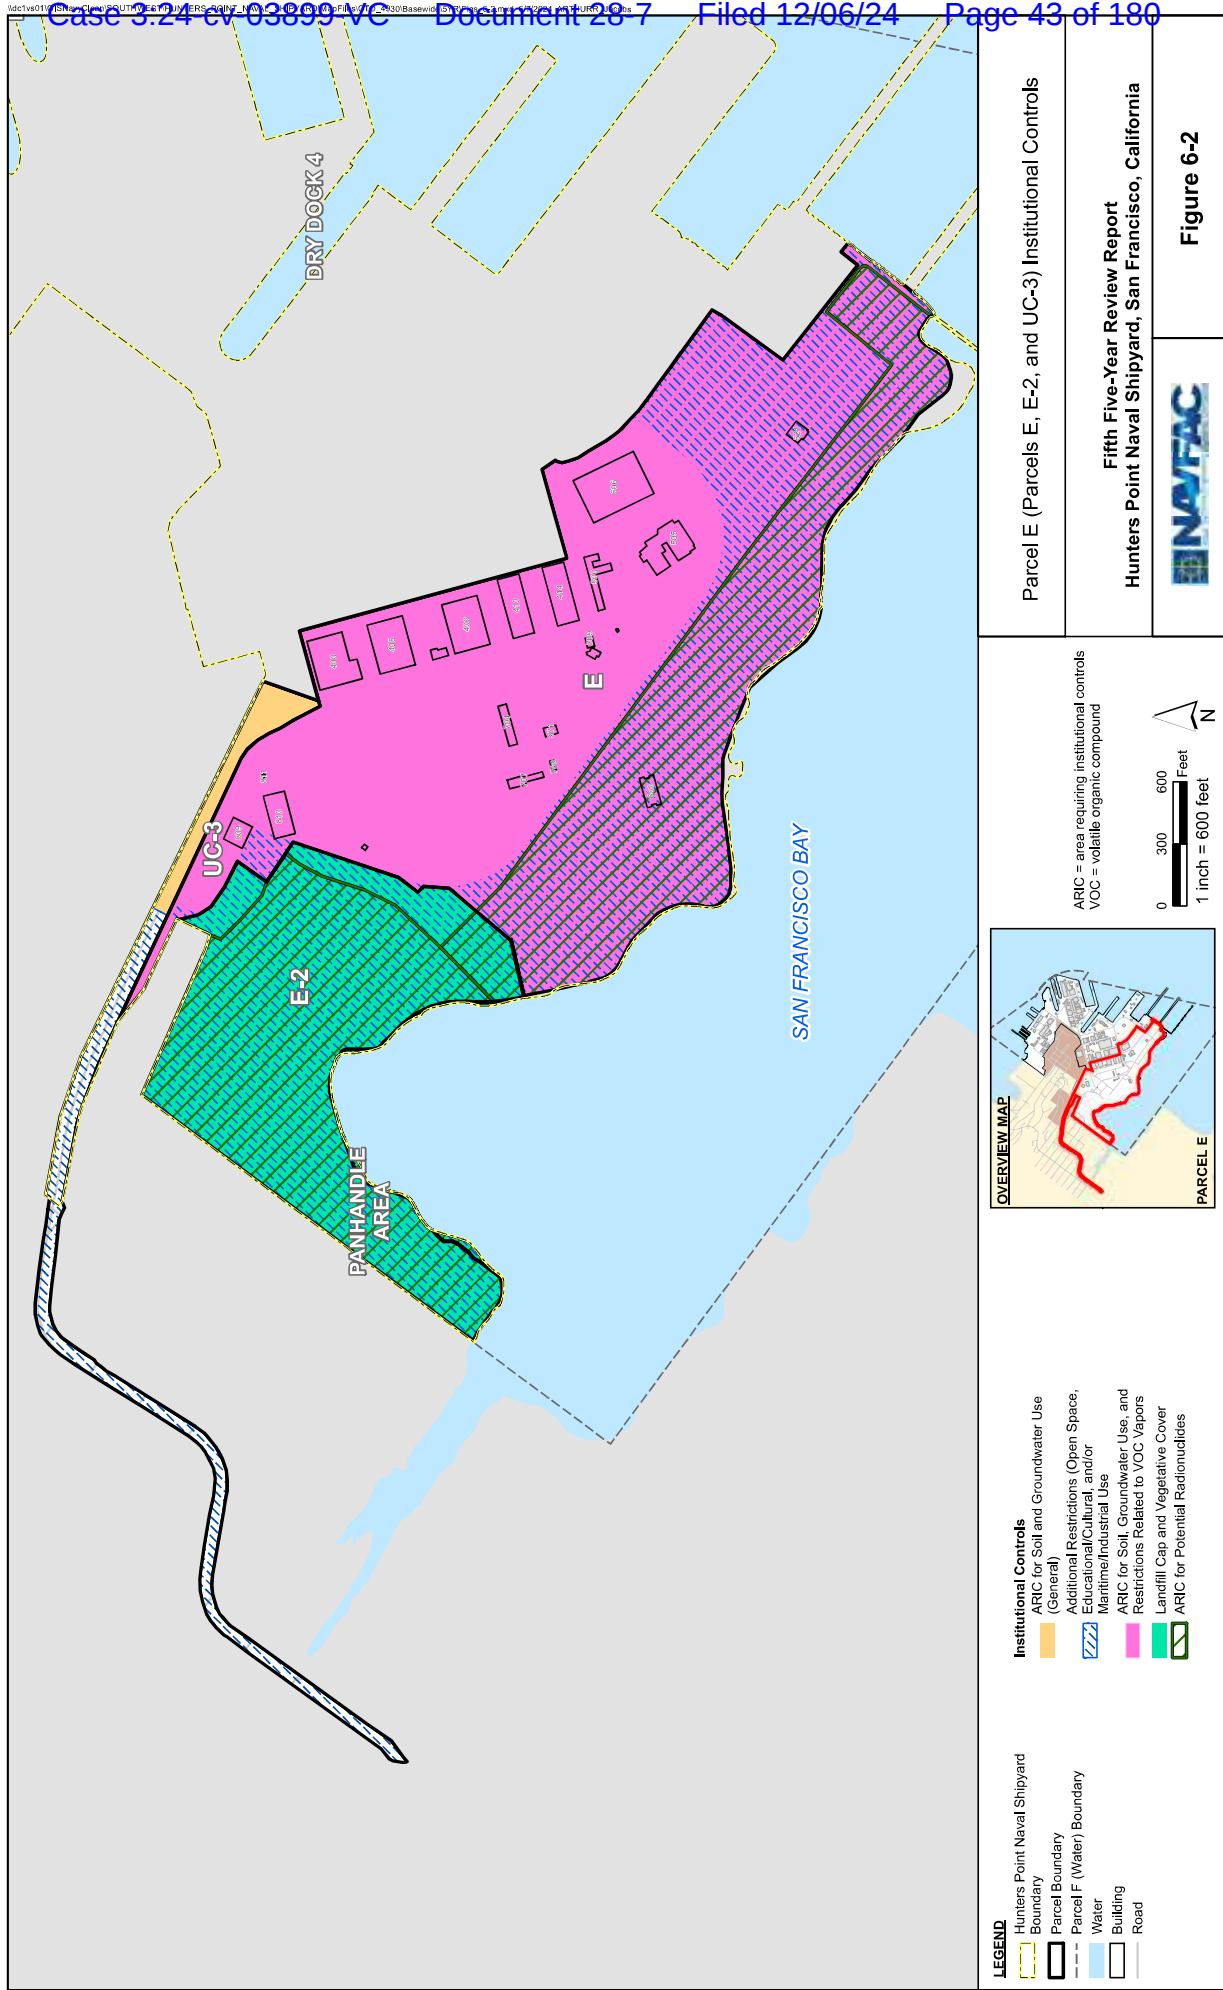 Case 3:24-cv-03899-VC Document 28-7 Filed 12/06/24 Page 43 of 180
DRY DOCK 4
UC-3
E-2
E
PANHANDLE
AREA
SAN FRANCISCO BAY
LEGEND
Hunters Point Naval Shipyard
Boundary
Parcel Boundary
Parcel F (Water) Boundary
Water
Building
Road
Institutional Controls
ARIC for Soil and Groundwater Use
(General)
Additional Restrictions (Open Space,
Educational/Cultural, and/or
Maritime/Industrial Use
ARIC for Soil, Groundwater Use, and
Restrictions Related to VOC Vapors
Landfill Cap and Vegetative Cover
ARIC for Potential Radionuclides
OVERVIEW MAP
PARCEL E
ARIC = area requiring institutional controls
VOC = volatile organic compound
0 300 600
Feet
1 inch = 600 feet
N
Parcel E (Parcels E, E-2, and UC-3) Institutional Controls
Fifth Five-Year Review Report
Hunters Point Naval Shipyard, San Francisco, California
NAVFAC
Figure 6-2